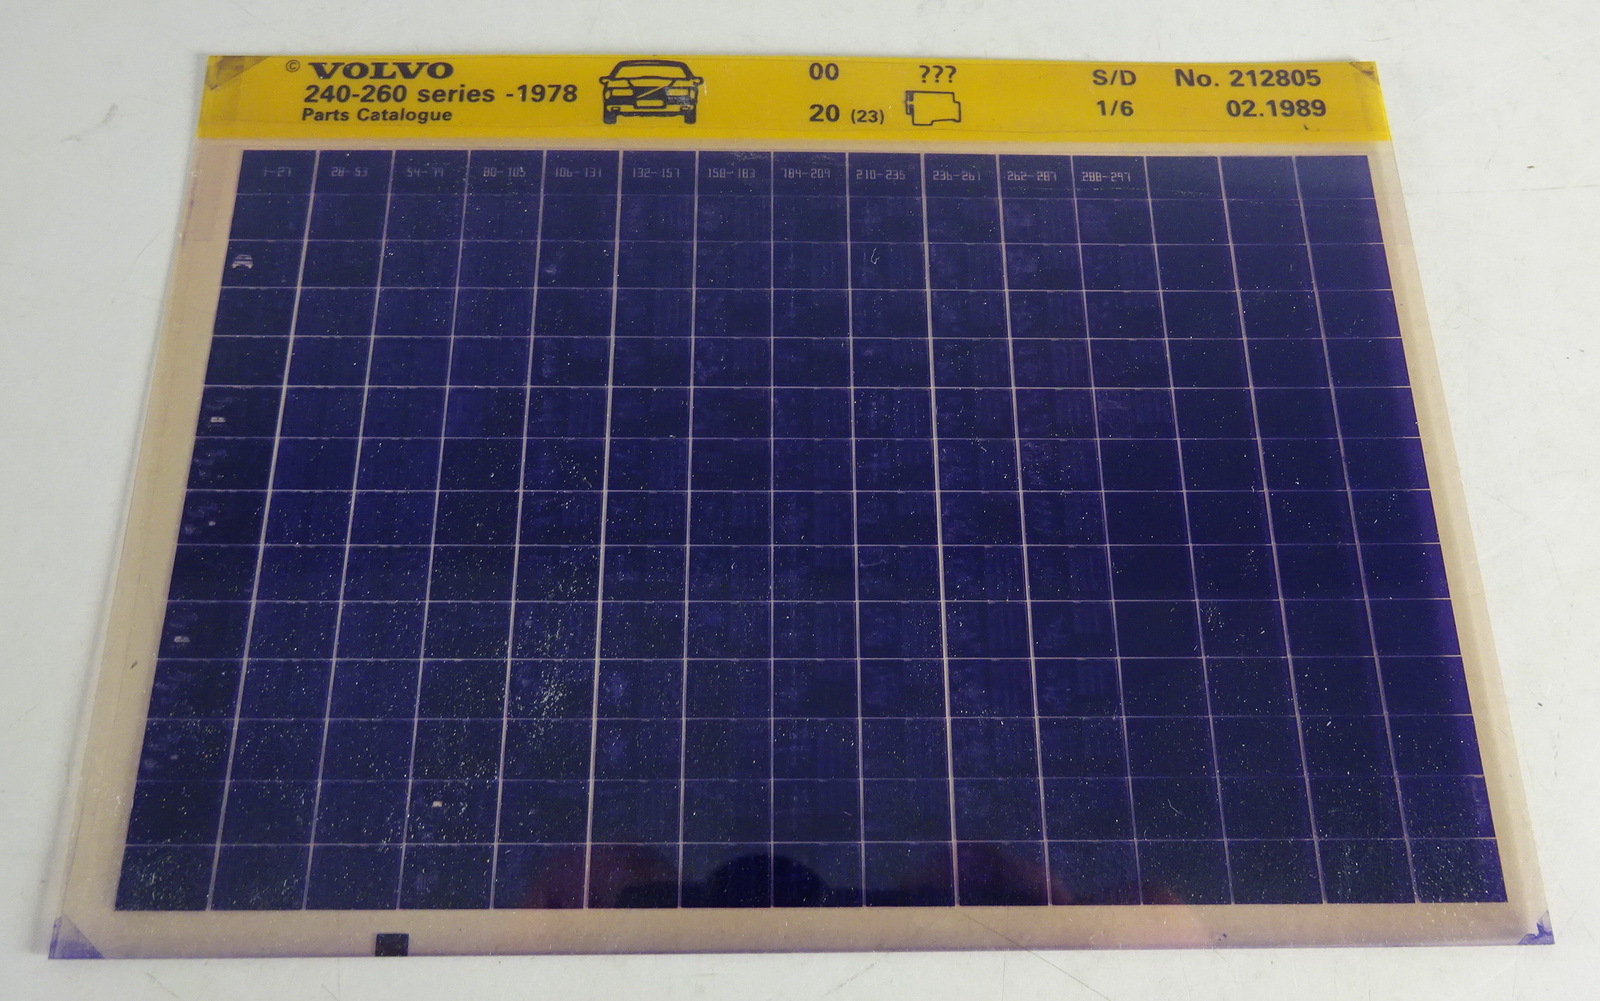 © VOLVO
240-260 series -1978
Parts Catalogue
00 ???
20 (23)
S/D No. 212805
1/6 02.1989
1-27 28-53 54-79 80-105 106-131 132-157 158-183 184-209 210-235 236-261 262-287 288-297